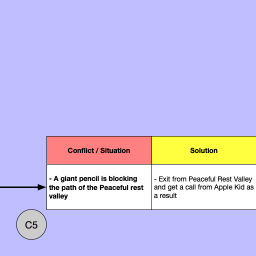 Conflict / Situation
Solution
- A giant pencil is blocking
the path of the Peaceful rest
valley
- Exit from Peaceful Rest Valley
and get a call from Apple Kid as
a result
C5